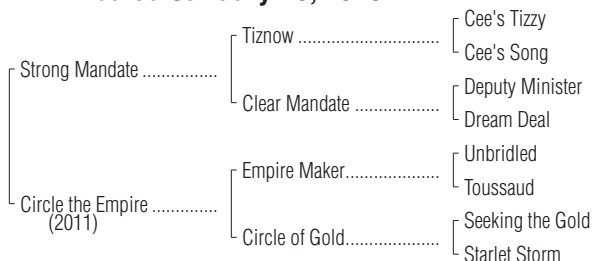 Cee's Tizzy
Tiznow
Cee's Song
Strong Mandate
Deputy Minister
Clear Mandate
Dream Deal
Unbridled
Empire Maker
Toussaud
Circle the Empire
(2011)
Seeking the Gold
Circle of Gold
Starlet Storm